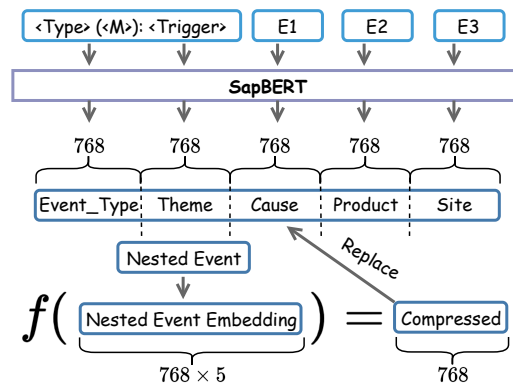 <Type> (<M>): <Trigger> E1 E2 E3
SapBERT
768 768 768 768 768
Event_Type Theme Cause Product Site
Nested Event
Replace
f( Nested Event Embedding ) = Compressed
768 × 5 768